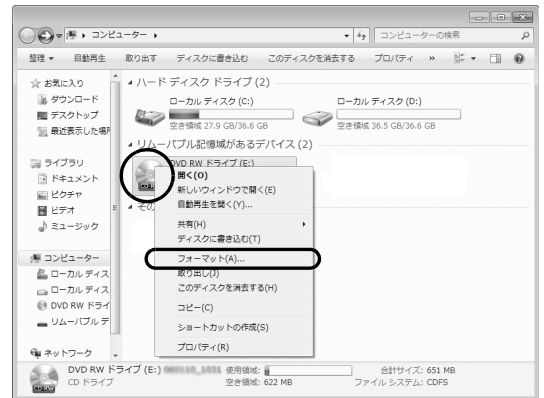 コンピューター
コンピューターの検索
整理 自動再生 取り出す ディスクに書き込む このディスクを消去する プロパティ »
お気に入り
ダウンロード
デスクトップ
最近表示した場所
ライブラリ
ドキュメント
ピクチャ
ビデオ
ミュージック
コンピューター
ローカル ディス
ローカル ディス
DVD RW ドライ
リムーバブル デ
ネットワーク
ハード ディスク ドライブ (2)
ローカル ディスク (C:)
空き領域 27.9 GB/36.6 GB
ローカル ディスク (D:)
空き領域 36.5 GB/36.6 GB
リムーバブル記憶域があるデバイス (2)
DVD RW ドライブ (E:)
CD-RW
その
開く(O)
新しいウィンドウで開く(E)
自動再生を開く(Y)...
共有(H)
ディスクに書き込む(T)
フォーマット(A)...
取り出し(J)
このディスクを消去する(H)
コピー(C)
ショートカットの作成(S)
プロパティ(R)
DVD RW ドライブ (E:) 使用領域: 合計サイズ: 651 MB
CD ドライブ 空き領域: 622 MB ファイル システム: CDFS
CD-RW